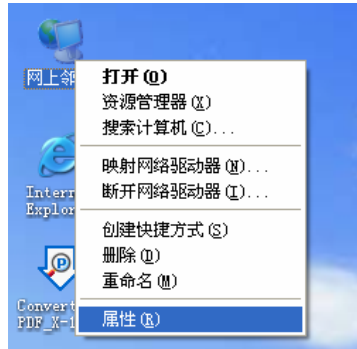 网上邻
打开(O)
资源管理器(X)
搜索计算机(C)...
映射网络驱动器(N)...
断开网络驱动器(I)...
创建快捷方式(S)
删除(D)
重命名(M)
属性(R)
Intern
Explor
Convert
PDF_X-1